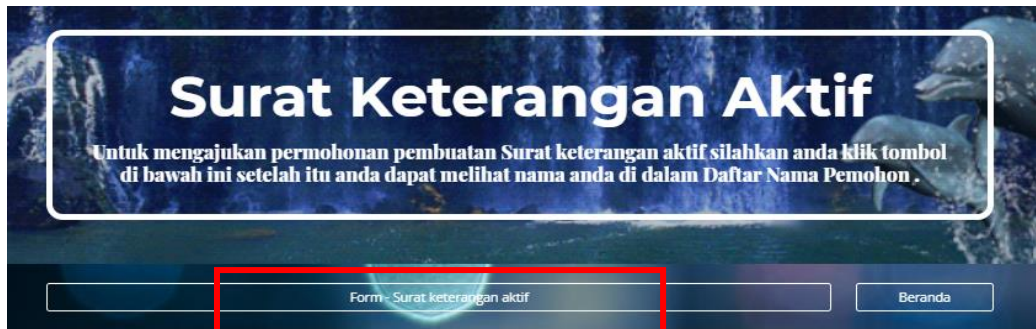 Surat Keterangan Aktif
Untuk mengajukan permohonan pembuatan Surat keterangan aktif silahkan anda klik tombol
di bawah ini setelah itu anda dapat melihat nama anda di dalam Daftar Nama Pemohon .
Form - Surat keterangan aktif
Beranda